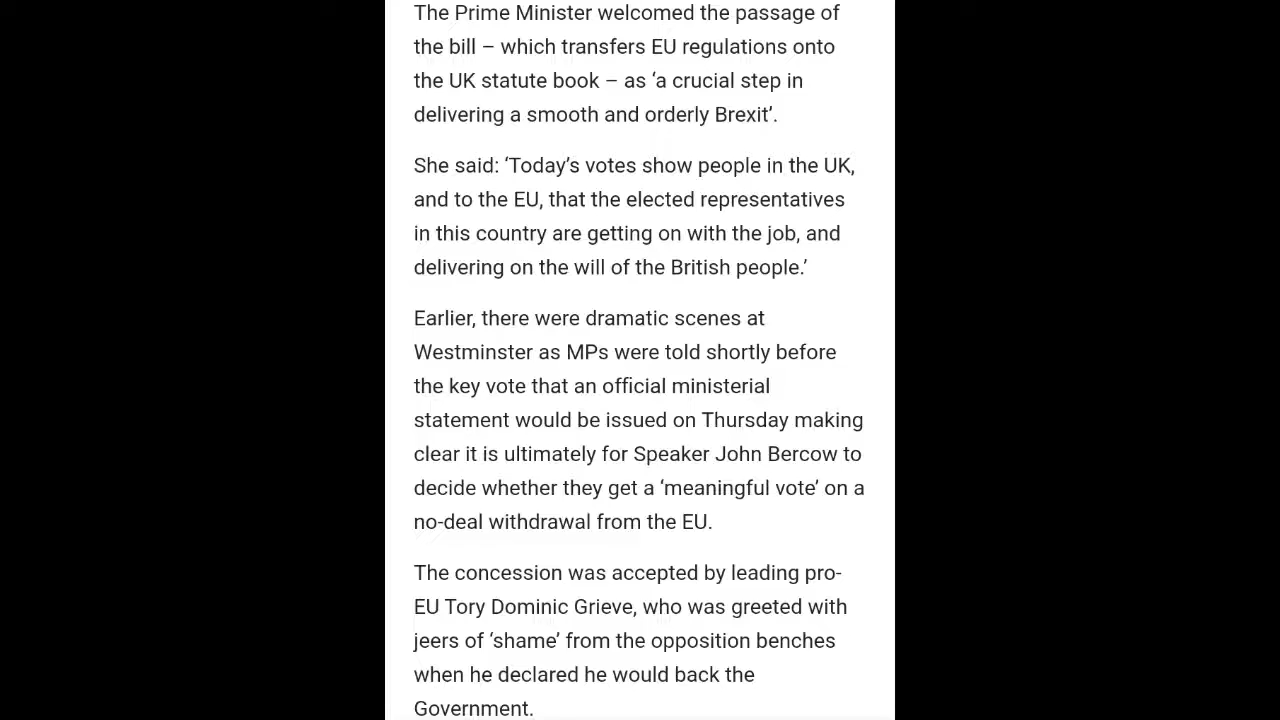 The Prime Minister welcomed the passage of
the bill – which transfers EU regulations onto
the UK statute book – as ‘a crucial step in
delivering a smooth and orderly Brexit’.
She said: ‘Today’s votes show people in the UK,
and to the EU, that the elected representatives
in this country are getting on with the job, and
delivering on the will of the British people.’
Earlier, there were dramatic scenes at
Westminster as MPs were told shortly before
the key vote that an official ministerial
statement would be issued on Thursday making
clear it is ultimately for Speaker John Bercow to
decide whether they get a ‘meaningful vote’ on a
no-deal withdrawal from the EU.
The concession was accepted by leading pro-
EU Tory Dominic Grieve, who was greeted with
jeers of ‘shame’ from the opposition benches
when he declared he would back the
Government.